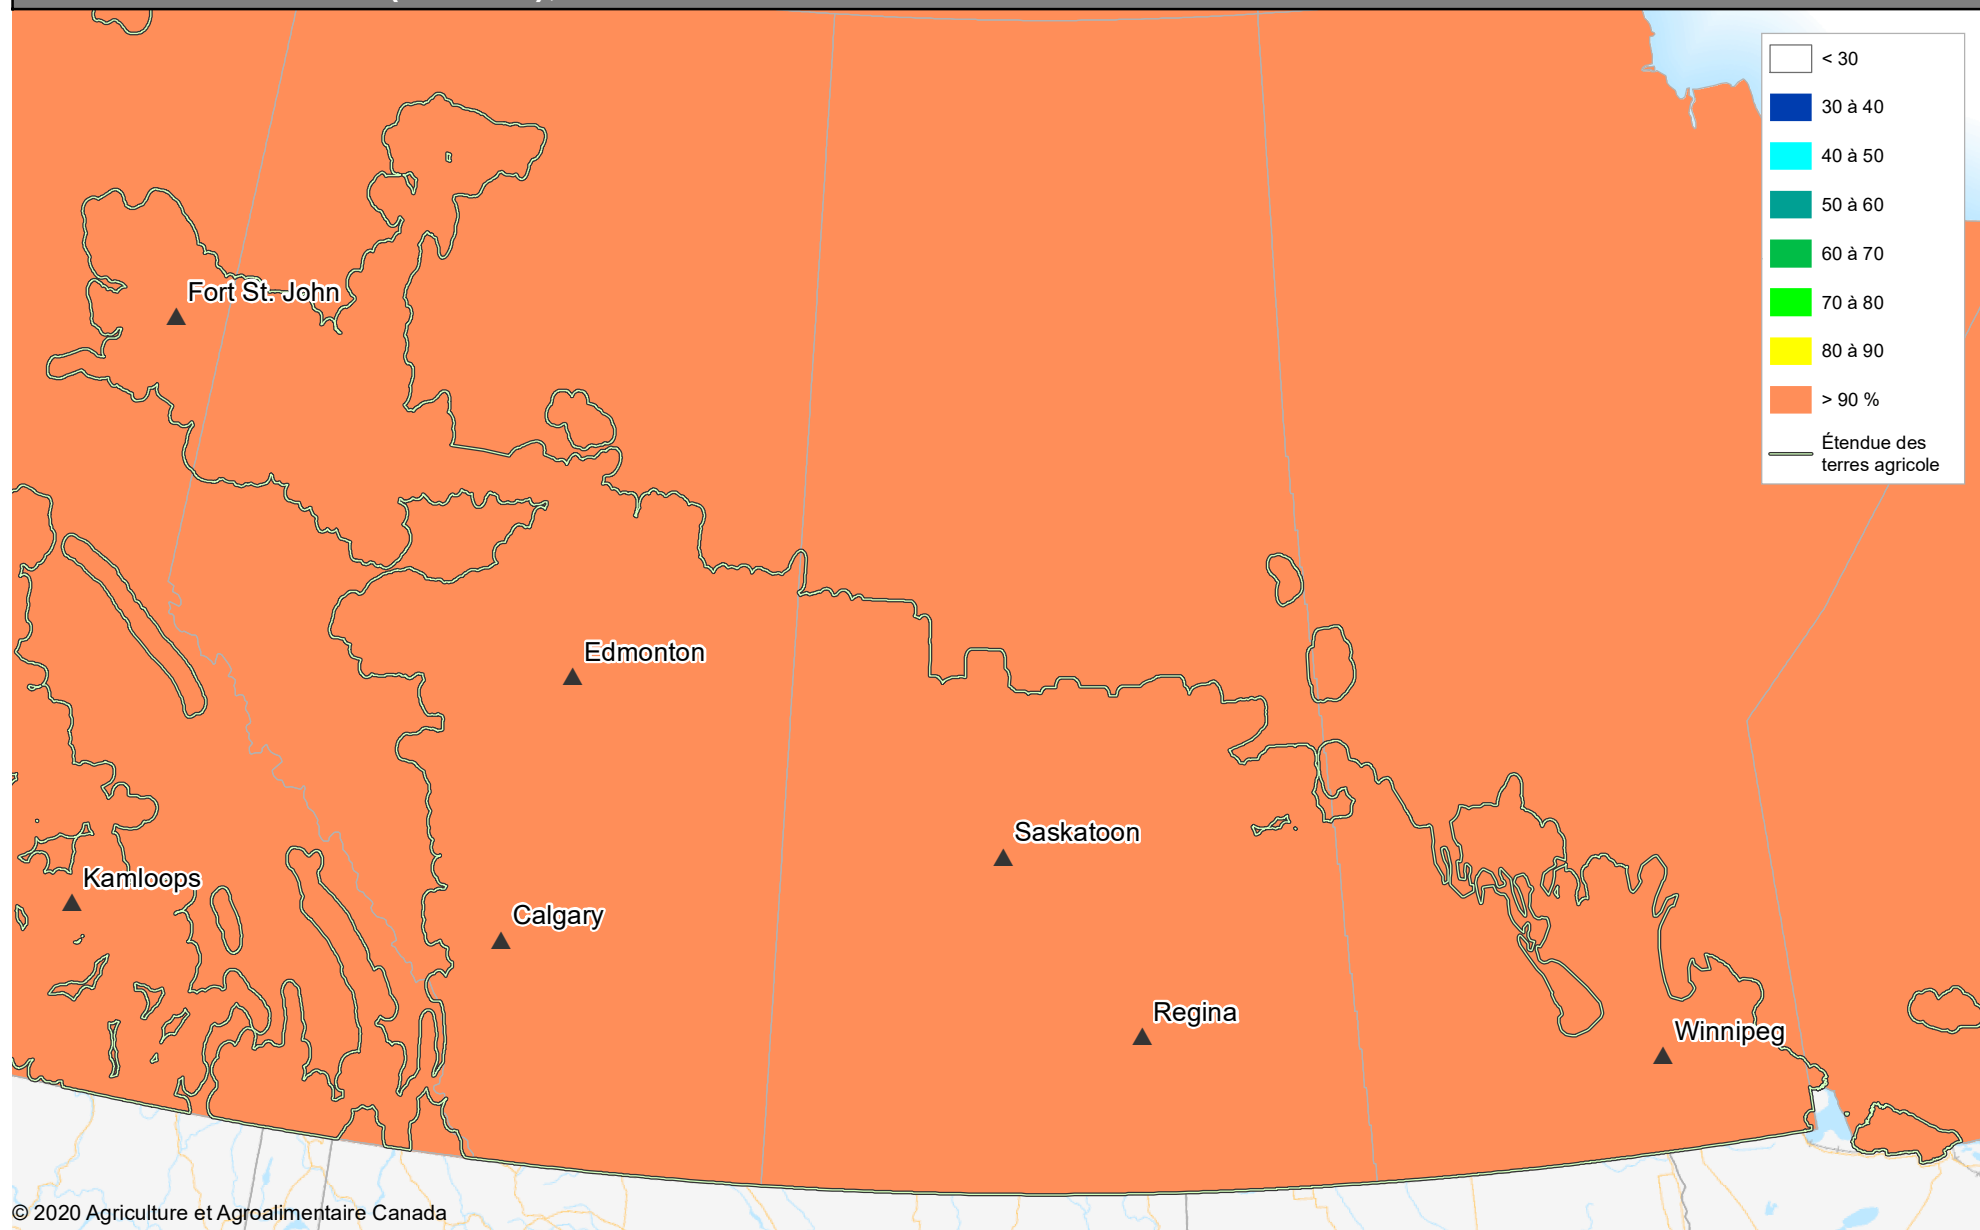 < 30
30 à 40
40 à 50
50 à 60
60 à 70
70 à 80
80 à 90
> 90 %
Étendue des
terres agricole
Fort St. John
Edmonton
Saskatoon
Kamloops
Calgary
Regina
Winnipeg
© 2020 Agriculture et Agroalimentaire Canada